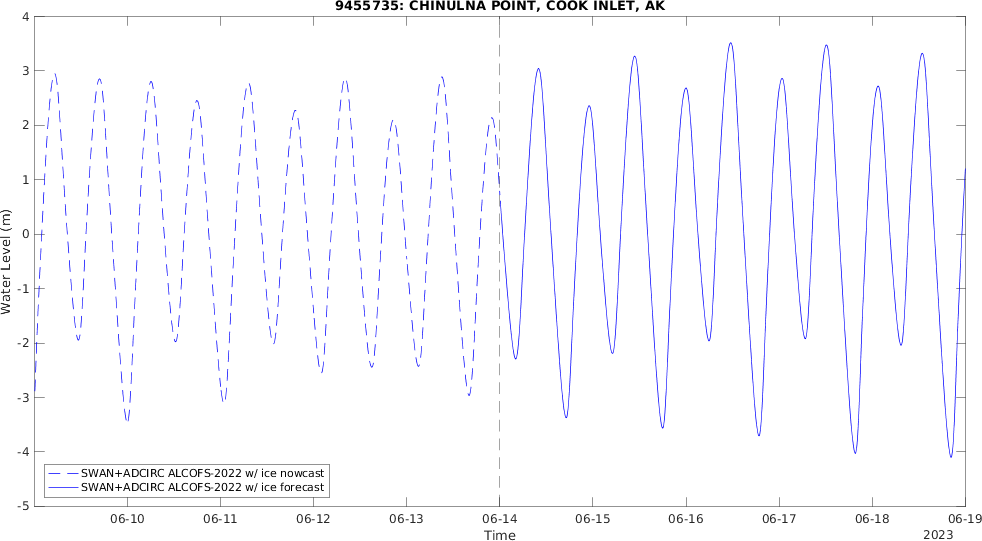 9455735: CHINULNA POINT, COOK INLET, AK
Water Level (m)
4
3
2
1
0
-1
-2
-3
-4
-5
SWAN+ADCIRC ALCOFS-2022 w/ ice nowcast
SWAN+ADCIRC ALCOFS-2022 w/ ice forecast
06-10 06-11 06-12 06-13 06-14 06-15 06-16 06-17 06-18 06-19
Time
2023